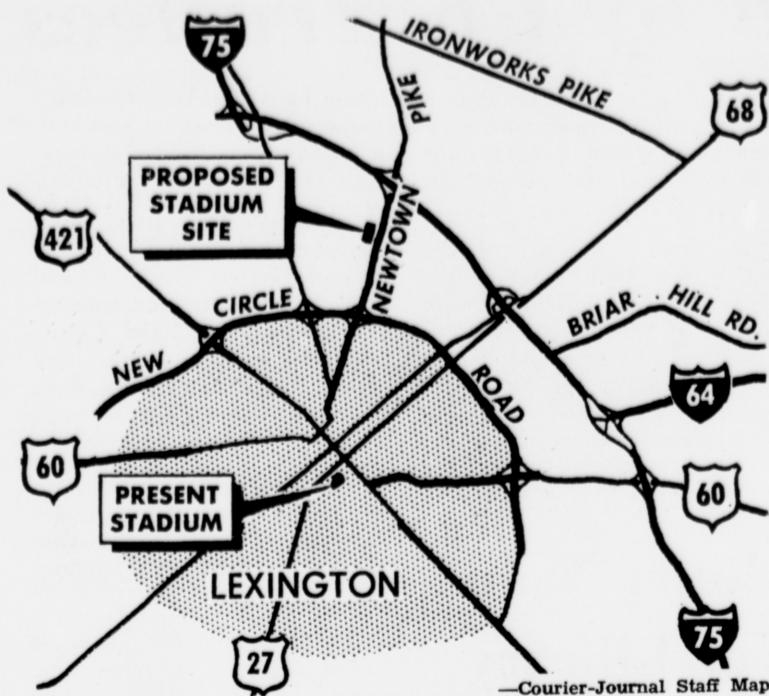 75
IRONWORKS PIKE
PIKE
68
PROPOSED
STADIUM
SITE
421
NEWTOWN
NEW CIRCLE ROAD
BRIAR HILL RD.
64
60
PRESENT
STADIUM
60
LEXINGTON
27
75
—Courier-Journal Staff Map